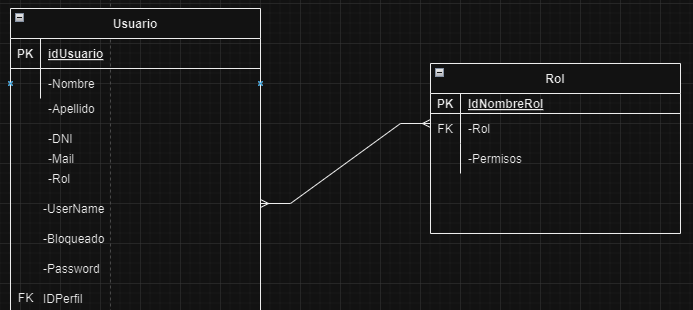 Usuario
PK idUsuario
-Nombre
-Apellido
-DNI
-Mail
-Rol
-UserName
-Bloqueado
-Password
FK IDPerfil
Rol
PK IdNombreRol
FK -Rol
-Permisos